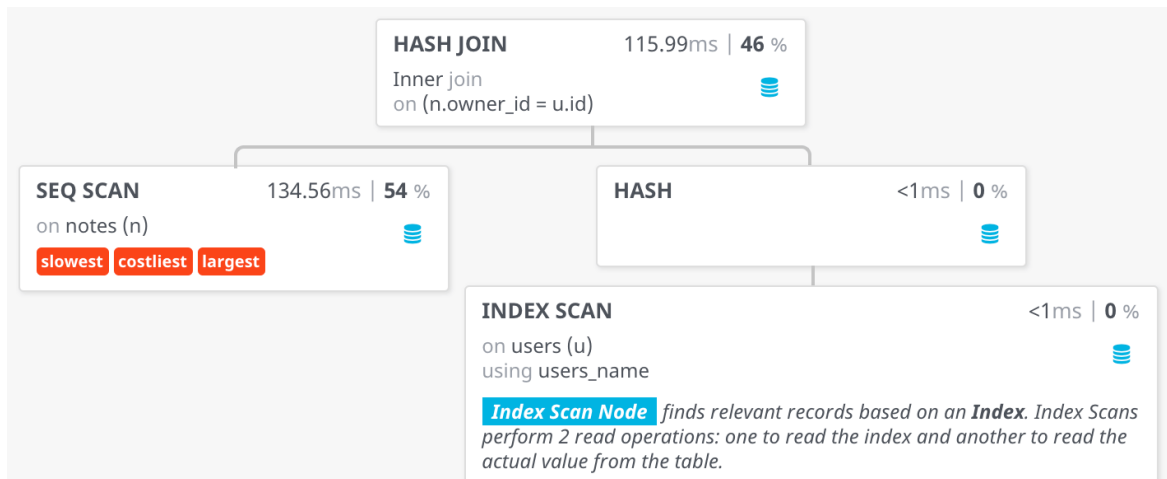 HASH JOIN 115.99ms | 46 %
Inner join
on (n.owner_id = u.id)
SEQ SCAN 134.56ms | 54 %
on notes (n)
slowest costliest largest
HASH <1ms | 0 %
INDEX SCAN <1ms | 0 %
on users (u)
using users_name
Index Scan Node finds relevant records based on an Index. Index Scans
perform 2 read operations: one to read the index and another to read the
actual value from the table.